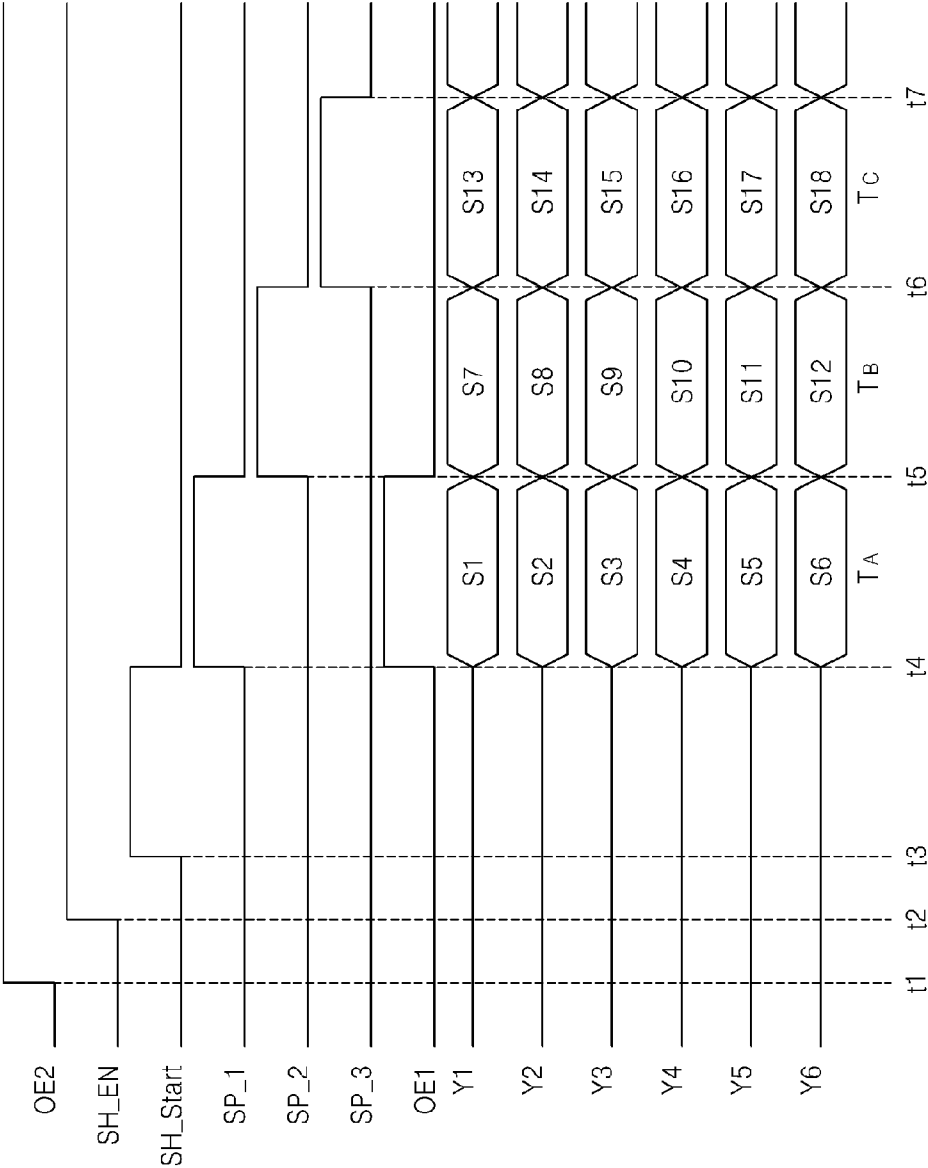 OE2
SH_EN
SH_Start
SP_1
SP_2
SP_3
OE1
Y1 S1 S7 S13
Y2 S2 S8 S14
Y3 S3 S9 S15
Y4 S4 S10 S16
Y5 S5 S11 S17
Y6 S6 S12 S18
TA TB TC
t1 t2 t3 t4 t5 t6 t7